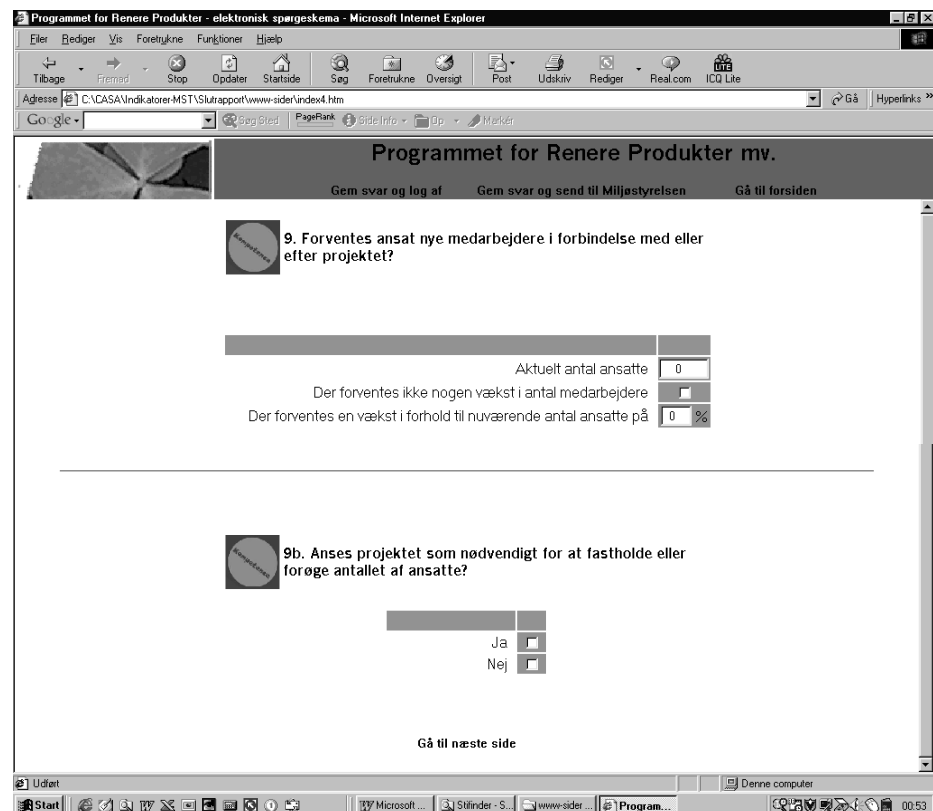 Programmet for Renere Produkter - elektronisk spørgeskema - Microsoft Internet Explorer
Filer Rediger Vis Foretrukne Funktioner Hjælp
Tilbage Fremad Stop Opdater Startside Søg Foretrukne Oversigt Post Udskriv Rediger Real.com ICQ Lite
Adresse C:\CASA\Indikatorer-MST\Slutrapport\www-sider\index4.htm Gå Hyperlinks »
Google Søg Sted PageRank Side Info Op Markér
Programmet for Renere Produkter mv.
Gem svar og log af Gem svar og send til Miljøstyrelsen Gå til forsiden
Kompetence
9. Forventes ansat nye medarbejdere i forbindelse med eller
efter projektet?
Aktuelt antal ansatte 0
Der forventes ikke nogen vækst i antal medarbejdere
Der forventes en vækst i forhold til nuværende antal ansatte på 0 %
Kompetence
9b. Anses projektet som nødvendigt for at fastholde eller
forøge antallet af ansatte?
Ja
Nej
Gå til næste side
Udført Denne computer
Start Microsoft ... Stifinder - S... www-sider ... Program... 00:53